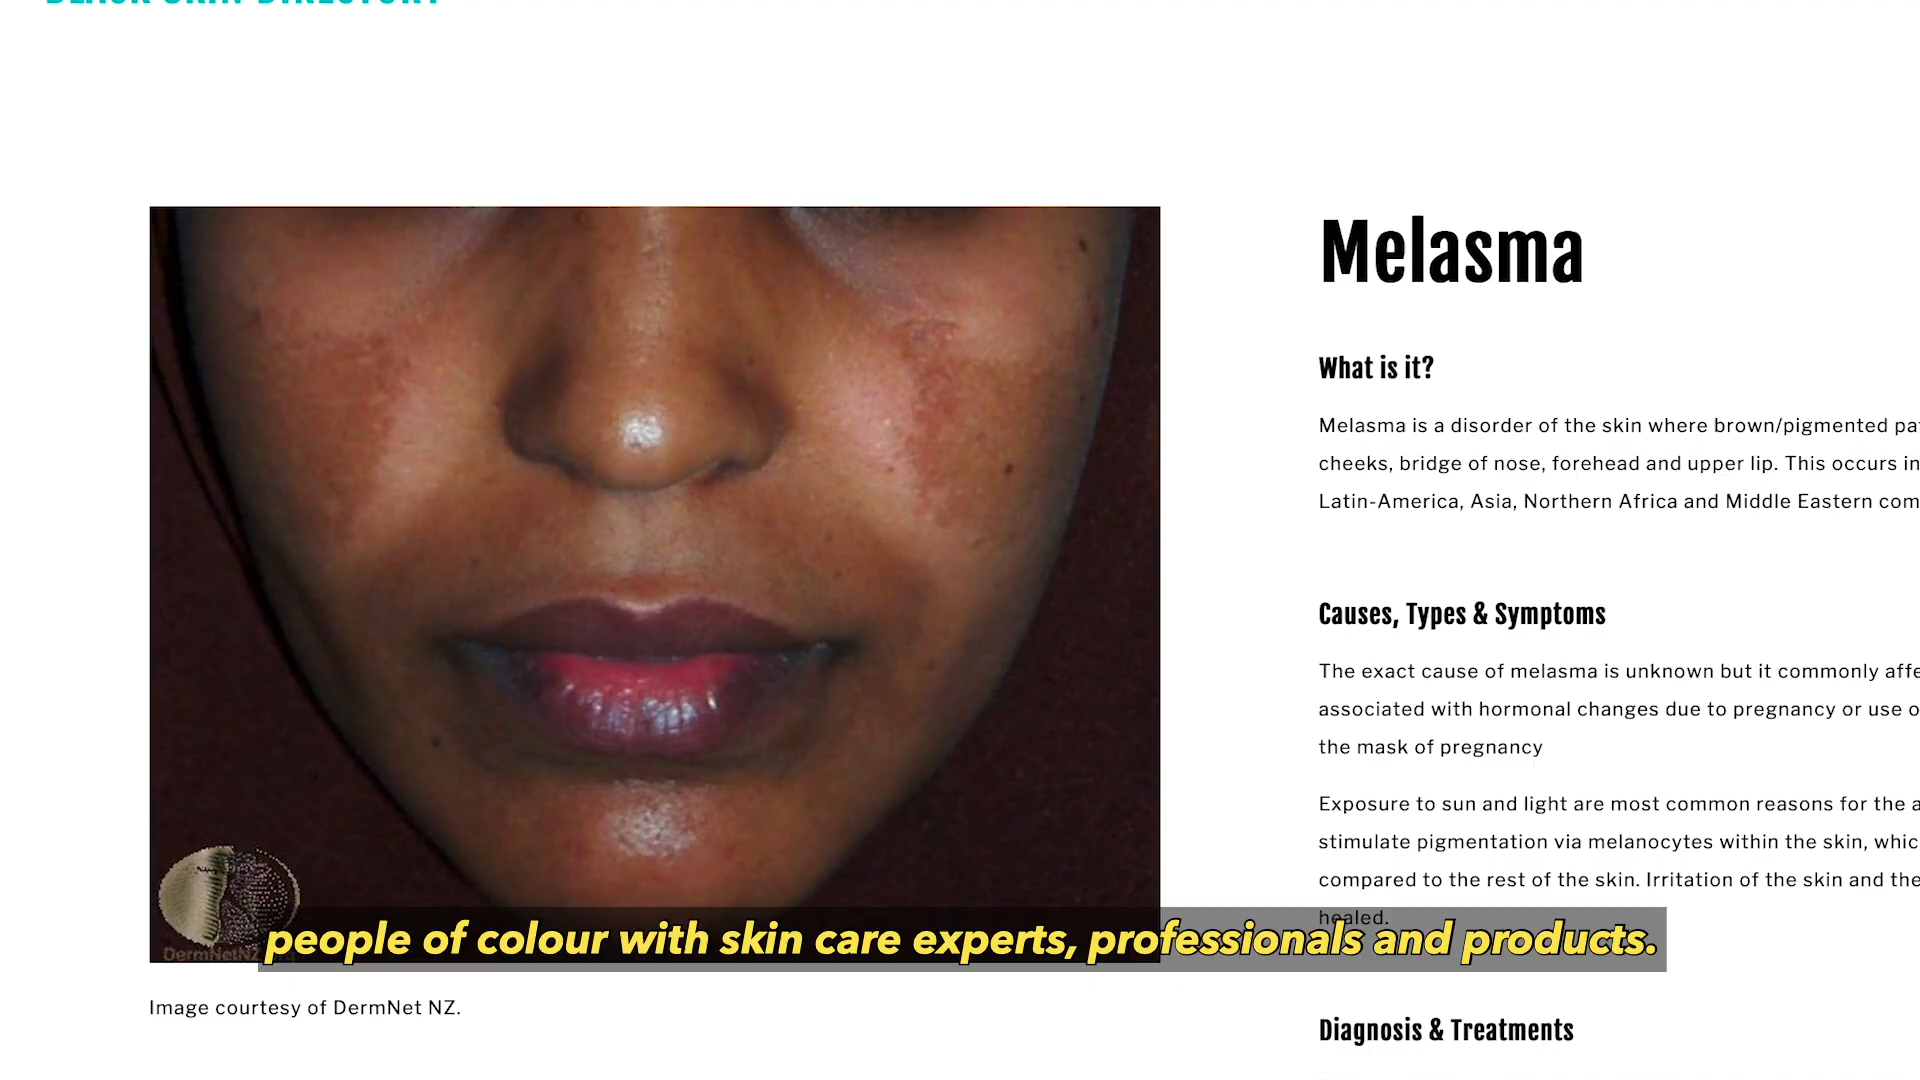 BLACK SKIN DIRECTORY
Melasma
What is it?
Melasma is a disorder of the skin where brown/pigmented
cheeks, bridge of nose, forehead and upper lip. This occurs in
Latin-America, Asia, Northern Africa and Middle Eastern
Causes, Types & Symptoms
The exact cause of melasma is unknown but it commonly
associated with hormonal changes due to pregnancy or use
the mask of pregnancy
Exposure to sun and light are most common reasons for the
stimulate pigmentation via melanocytes within the skin,
compared to the rest of the skin. Irritation of the skin and
healed.
DermNetNZ
people of colour with skin care experts, professionals and products.
Image courtesy of DermNet NZ.
Diagnosis & Treatments